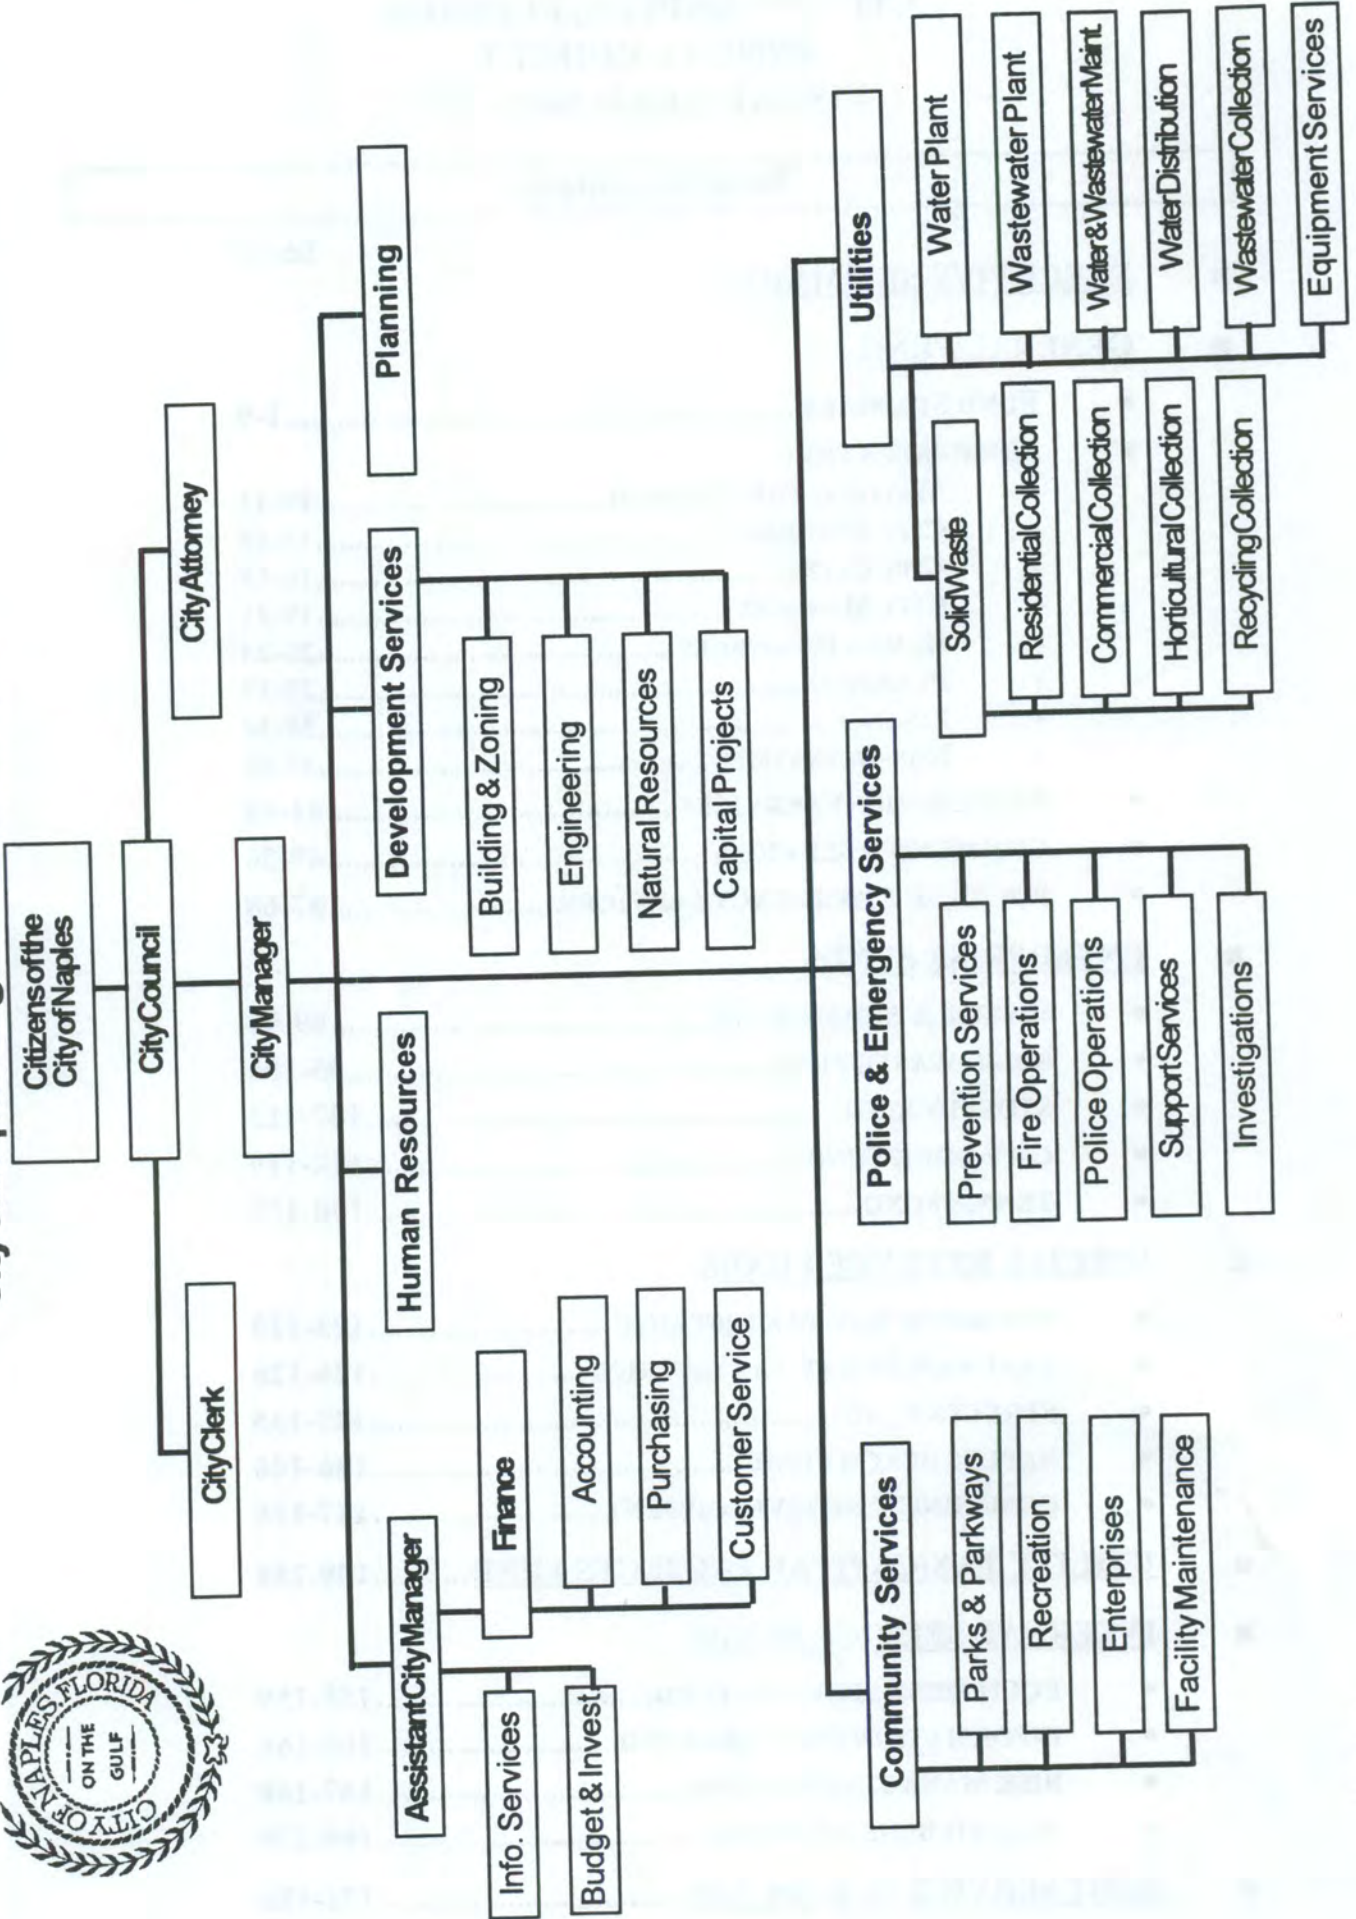 CITY OF NAPLES FLORIDA
ON THE
GULF
Citizens of the
City of Naples
City Council
City Clerk
City Attorney
City Manager
Assistant City Manager
Human Resources
Development Services
Planning
Info. Services
Budget & Invest
Finance
Accounting
Purchasing
Customer Service
Building & Zoning
Engineering
Natural Resources
Capital Projects
Community Services
Parks & Parkways
Recreation
Enterprises
Facility Maintenance
Police & Emergency Services
Prevention Services
Fire Operations
Police Operations
Support Services
Investigations
Utilities
Solid Waste
Residential Collection
Commercial Collection
Horticultural Collection
Recycling Collection
Water Plant
Wastewater Plant
Water & Wastewater Maint.
Water Distribution
Wastewater Collection
Equipment Services